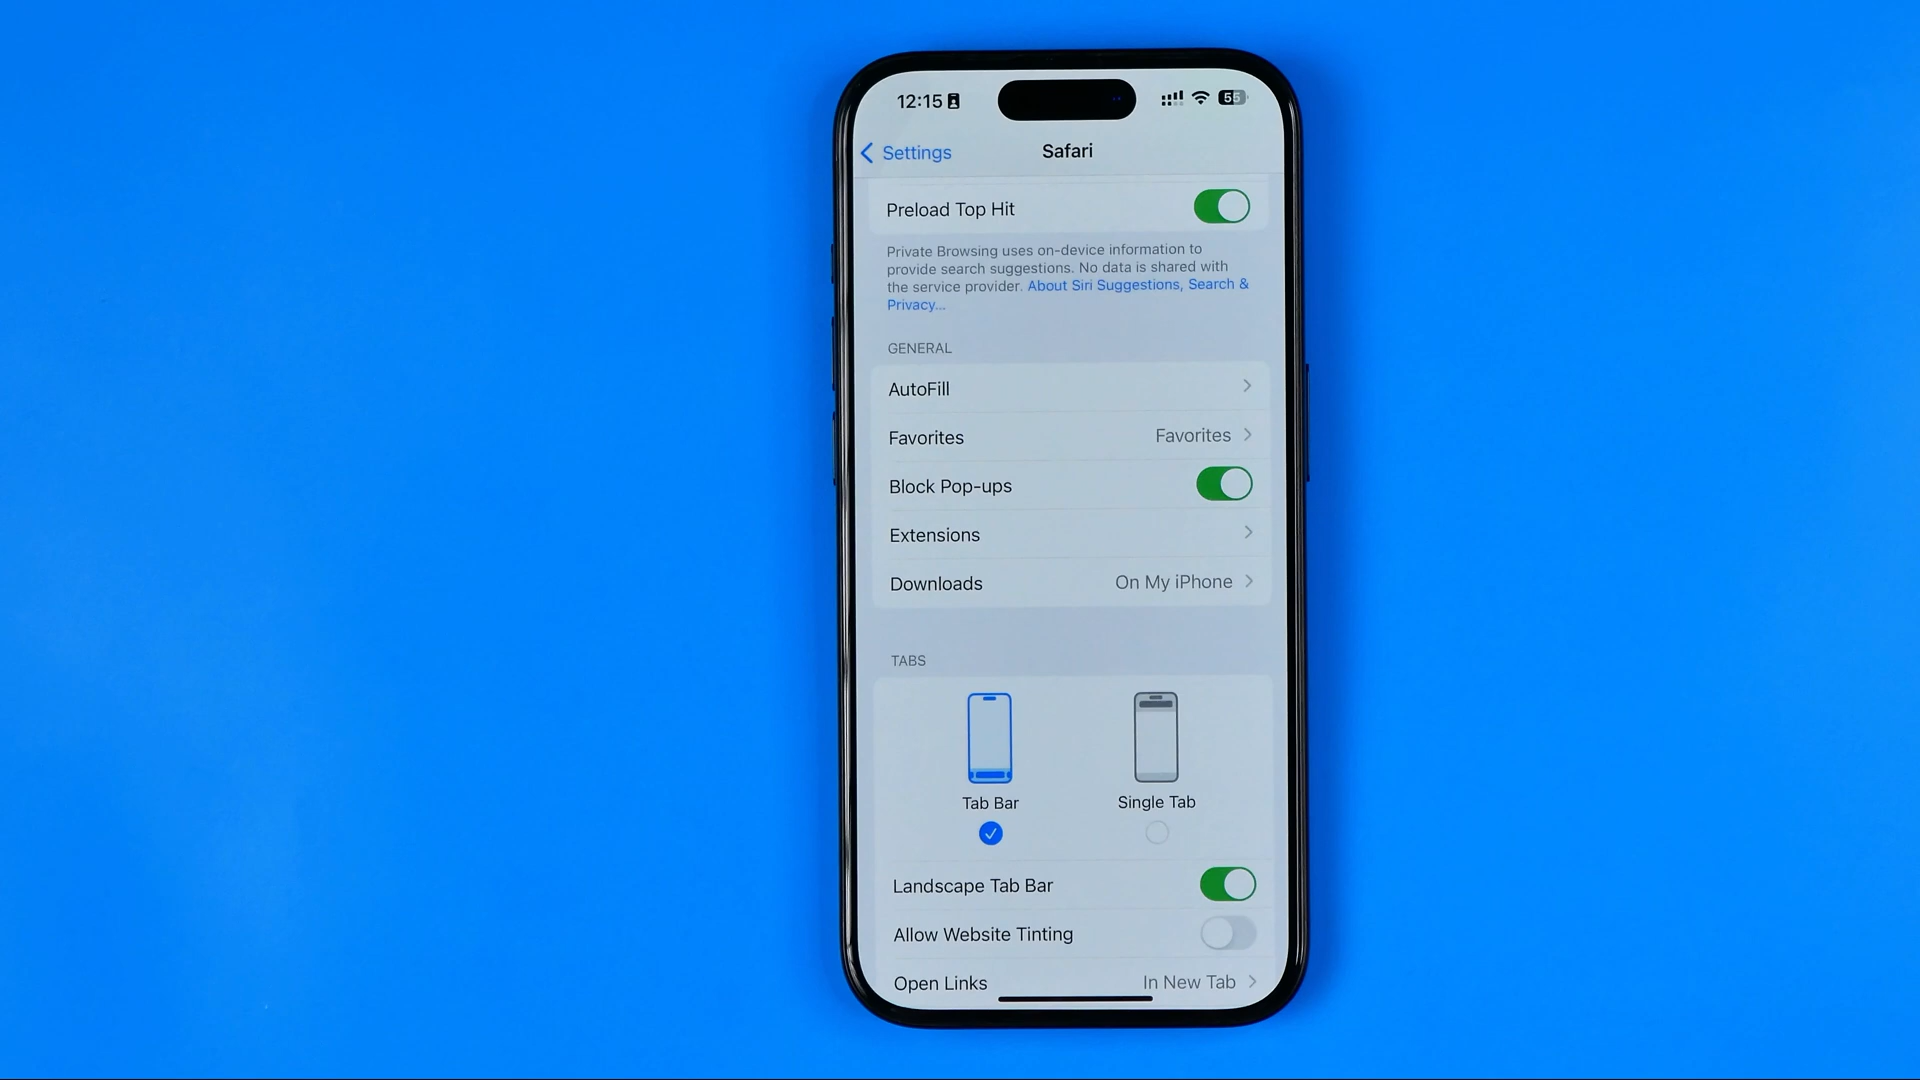 12:15
55
Settings
Safari
Preload Top Hit
Private Browsing uses on-device information to
provide search suggestions. No data is shared with
the service provider. About Siri Suggestions, Search &
Privacy...
GENERAL
AutoFill
Favorites Favorites
Block Pop-ups
Extensions
Downloads On My iPhone
TABS
Tab Bar Single Tab
Landscape Tab Bar
Allow Website Tinting
Open Links In New Tab